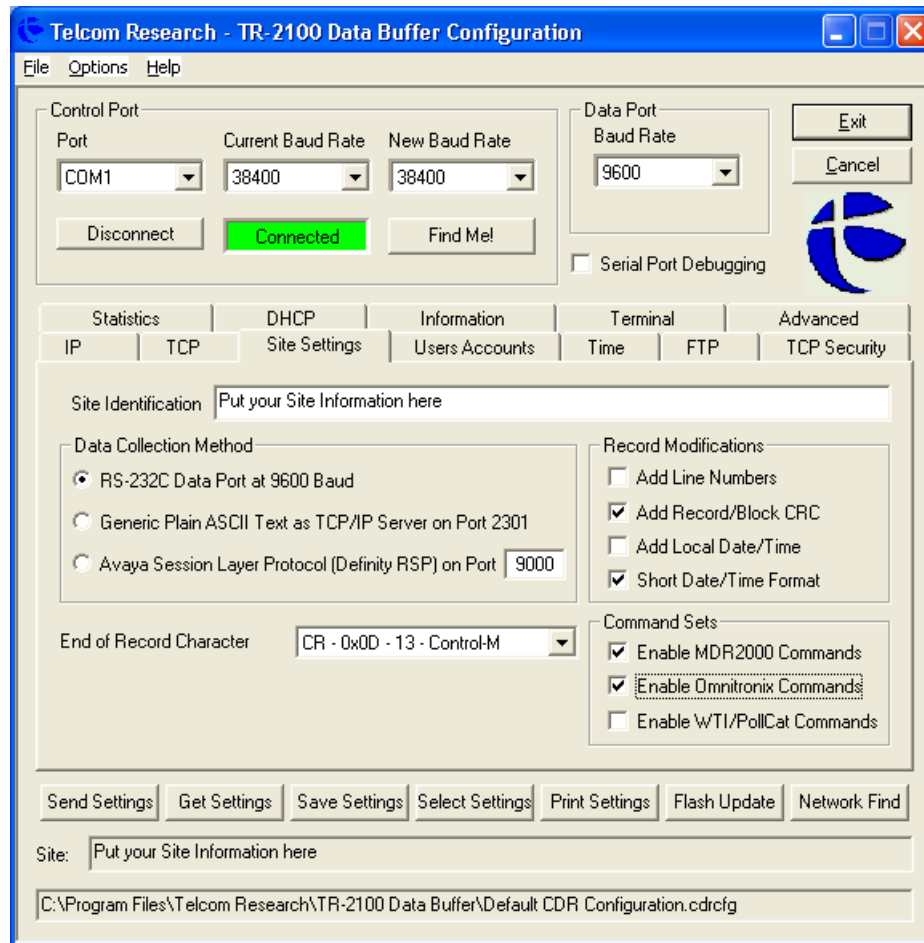 Telcom Research - TR-2100 Data Buffer Configuration
File Options Help
Control Port
Port Current Baud Rate New Baud Rate
COM1 38400 38400
Disconnect Connected Find Me!
Data Port
Baud Rate
9600
Serial Port Debugging
Exit
Cancel
Statistics DHCP Information Terminal Advanced
IP TCP Site Settings Users Accounts Time FTP TCP Security
Site Identification Put your Site Information here
Data Collection Method
RS-232C Data Port at 9600 Baud
Generic Plain ASCII Text as TCP/IP Server on Port 2301
Avaya Session Layer Protocol (Definity RSP) on Port 9000
End of Record Character CR - 0x0D - 13 - Control-M
Record Modifications
Add Line Numbers
Add Record/Block CRC
Add Local Date/Time
Short Date/Time Format
Command Sets
Enable MDR2000 Commands
Enable Omnitronix Commands
Enable WTI/PollCat Commands
Send Settings Get Settings Save Settings Select Settings Print Settings Flash Update Network Find
Site: Put your Site Information here
C:\Program Files\Telcom Research\TR-2100 Data Buffer\Default CDR Configuration.cdrcfg